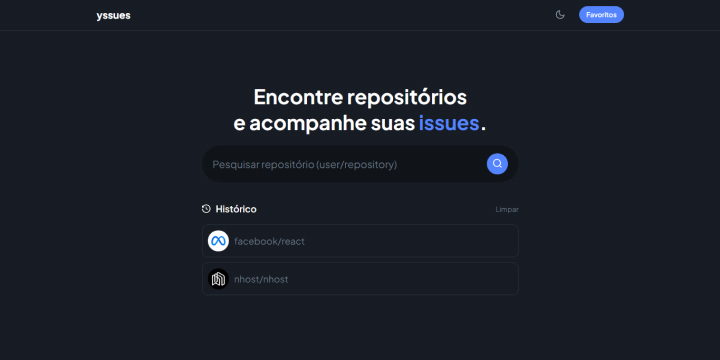 yssues
Favoritos
Encontre repositórios
e acompanhe suas issues.
Pesquisar repositório (user/repository)
Histórico
Limpar
facebook/react
nhost/nhost